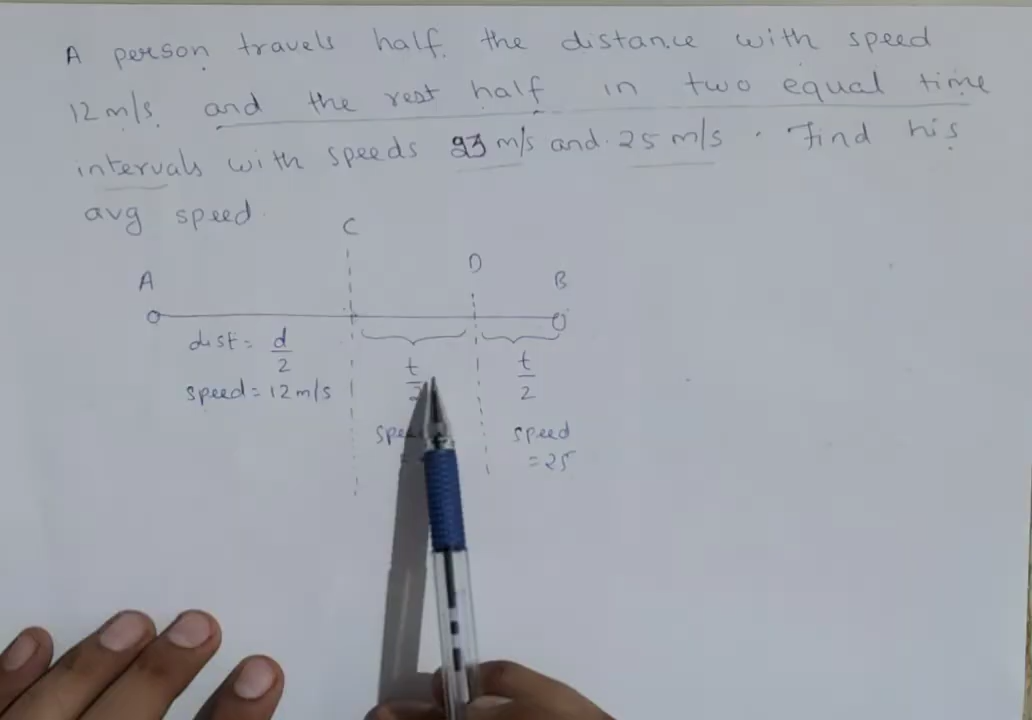 A person travels half the distance with speed
12 m/s and the rest half in two equal time
intervals with speeds 23 m/s and 25 m/s . Find his
avg speed.
C
D
A
B
dist = d/2
speed = 12 m/s
t
t/2
speed
= 25